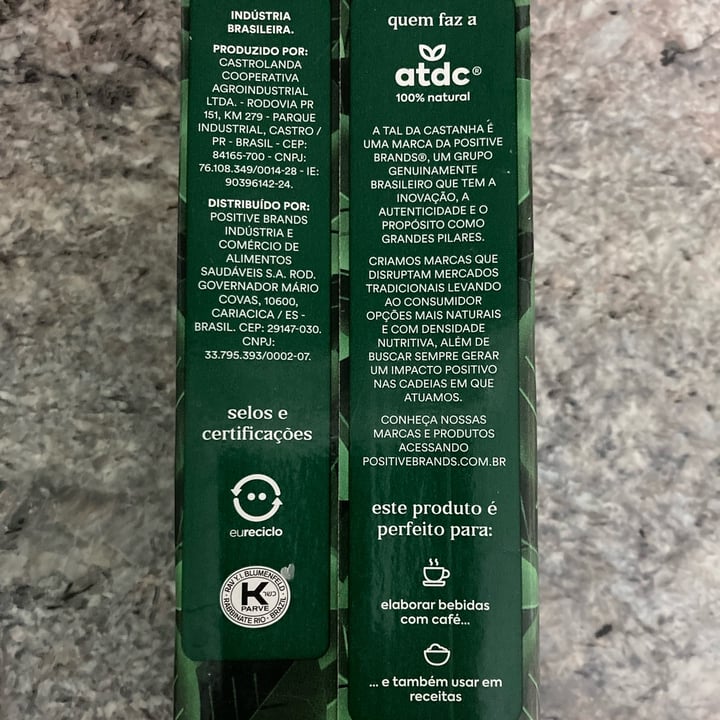 INDÚSTRIA
BRASILEIRA.
PRODUZIDO POR:
CASTROLANDA
COOPERATIVA
AGROINDUSTRIAL
LTDA. - RODOVIA PR
151, KM 279 - PARQUE
INDUSTRIAL, CASTRO /
PR - BRASIL - CEP:
84165-700 - CNPJ:
76.108.349/0014-28 - IE:
90396142-24.
DISTRIBUÍDO POR:
POSITIVE BRANDS
INDÚSTRIA E
COMÉRCIO DE
ALIMENTOS
SAUDÁVEIS S.A. ROD.
GOVERNADOR MÁRIO
COVAS, 10600,
CARIACICA / ES -
BRASIL. CEP: 29147-030.
CNPJ:
33.795.393/0002-07.
selos e
certificações
eureciclo
RAV Y.I. BLUMENFELD
K
כשר
PARVE
RABBINATE RIO - BRAZIL
quem faz a
atdc®
100% natural
A TAL DA CASTANHA É
UMA MARCA DA POSITIVE
BRANDS®, UM GRUPO
GENUINAMENTE
BRASILEIRO QUE TEM A
INOVAÇÃO, A
AUTENTICIDADE E O
PROPÓSITO COMO
GRANDES PILARES.
CRIAMOS MARCAS QUE
DISRUPTAM MERCADOS
TRADICIONAIS LEVANDO
AO CONSUMIDOR
OPÇÕES MAIS NATURAIS
E COM DENSIDADE
NUTRITIVA, ALÉM DE
BUSCAR SEMPRE GERAR
UM IMPACTO POSITIVO
NAS CADEIAS EM QUE
ATUAMOS.
CONHEÇA NOSSAS
MARCAS E PRODUTOS
ACESSANDO
POSITIVEBRANDS.COM.BR
este produto é
perfeito para:
elaborar bebidas
com café...
... e também usar em
receitas